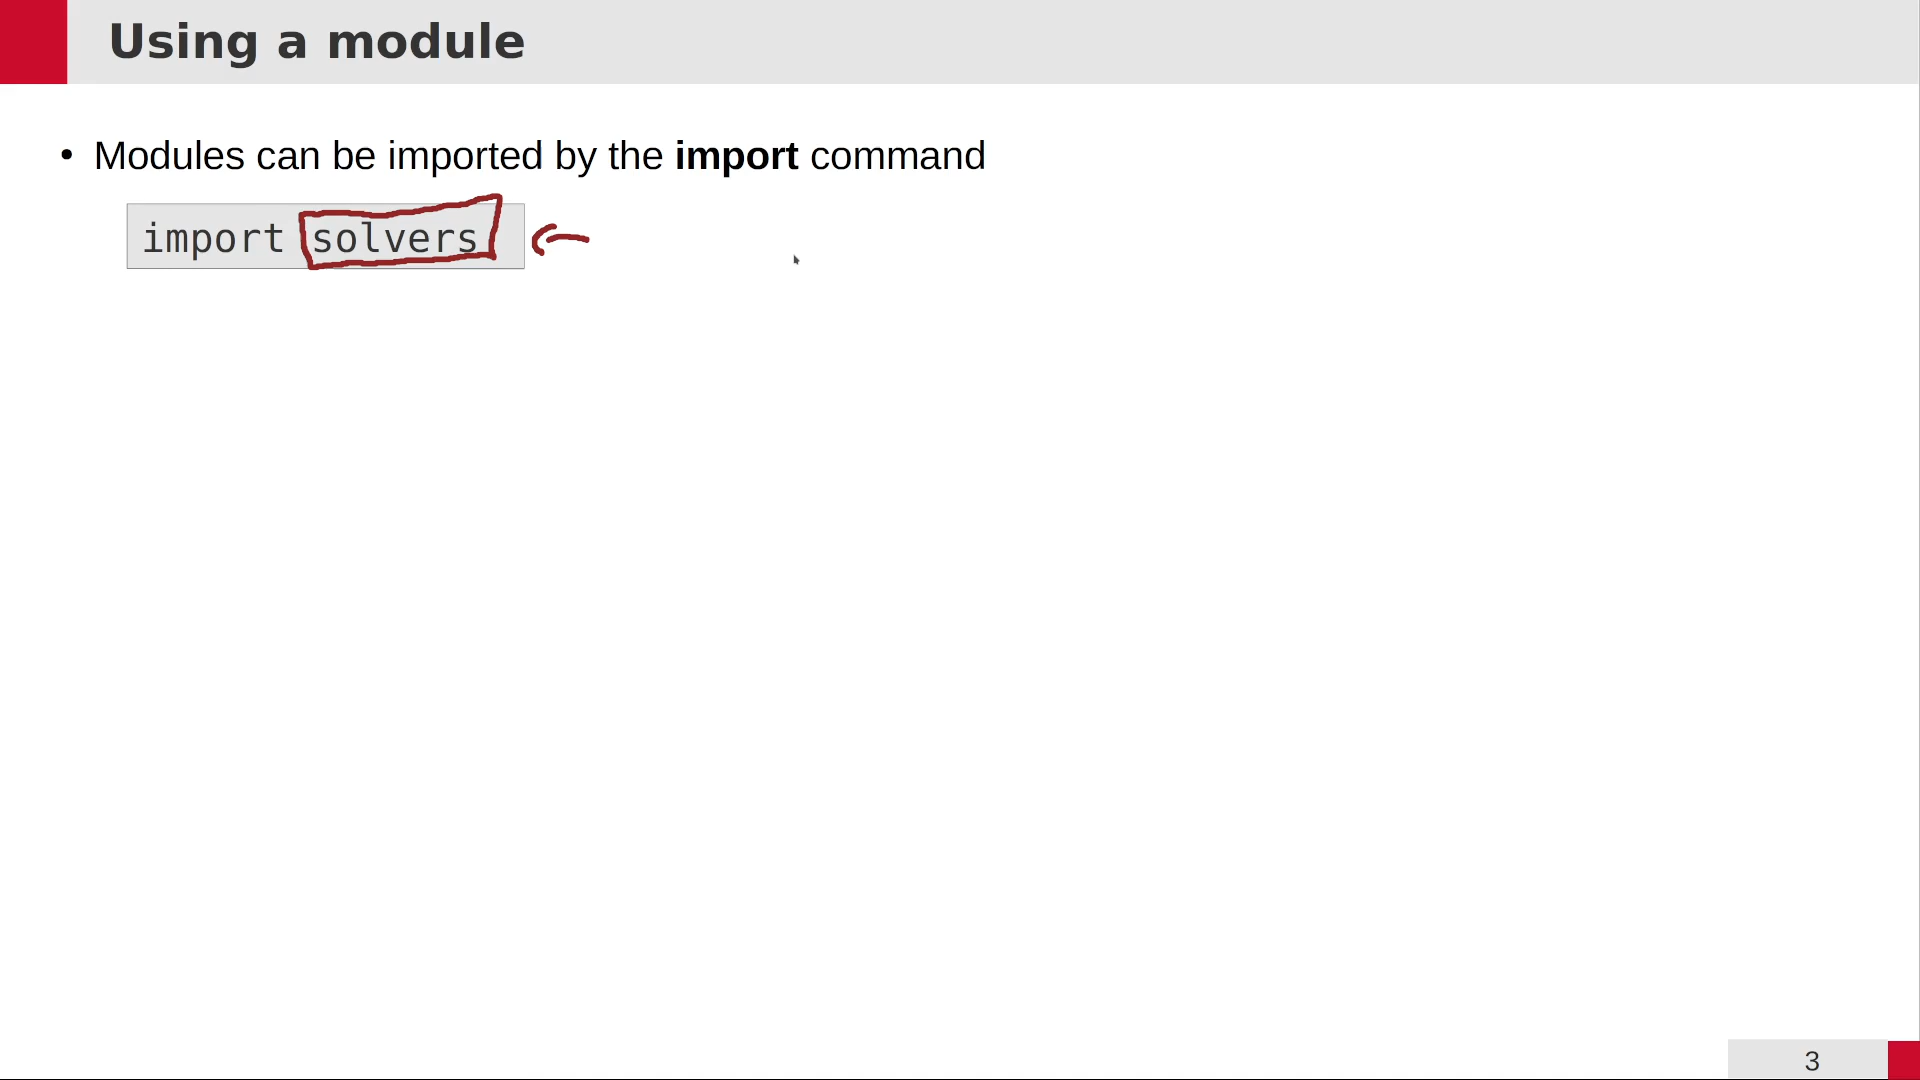 Using a module
• Modules can be imported by the import command
import solvers
3